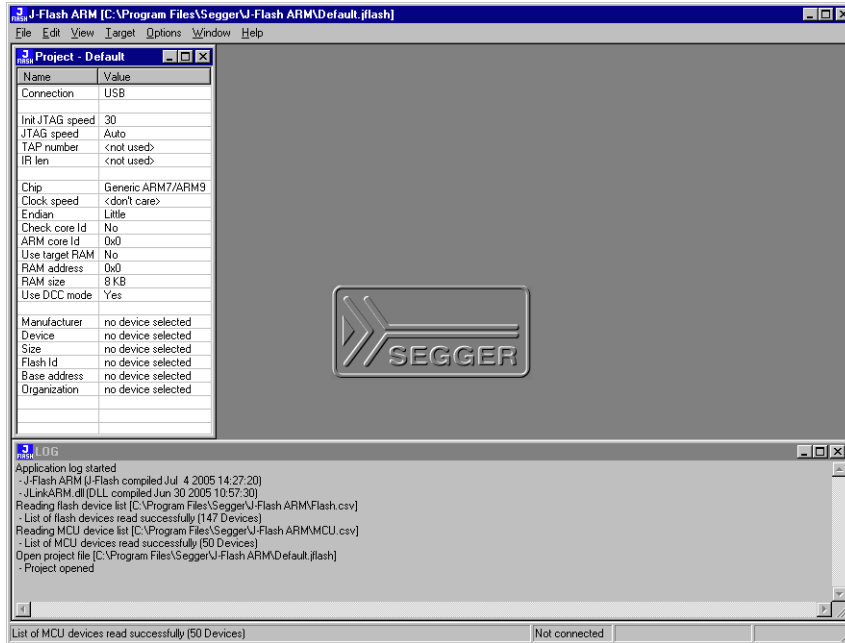 J-Flash ARM [C:\Program Files\Segger\J-Flash ARM\Default.jflash]
File Edit View Target Options Window Help
Project - Default
Name Value
Connection USB
Init JTAG speed 30
JTAG speed Auto
TAP number <not used>
IR len <not used>
Chip Generic ARM7/ARM9
Clock speed <don't care>
Endian Little
Check core Id No
ARM core Id 0x0
Use target RAM No
RAM address 0x0
RAM size 8 KB
Use DCC mode Yes
Manufacturer no device selected
Device no device selected
Size no device selected
Flash Id no device selected
Base address no device selected
Organization no device selected
SEGGER
LOG
Application log started
- J-Flash ARM (J-Flash compiled Jul 4 2005 14:27:20)
- JLinkARM.dll (DLL compiled Jun 30 2005 10:57:30)
Reading flash device list [C:\Program Files\Segger\J-Flash ARM\Flash.csv]
- List of flash devices read successfully (147 Devices)
Reading MCU device list [C:\Program Files\Segger\J-Flash ARM\MCU.csv]
- List of MCU devices read successfully (50 Devices)
Open project file [C:\Program Files\Segger\J-Flash ARM\Default.jflash]
- Project opened
List of MCU devices read successfully (50 Devices) Not connected